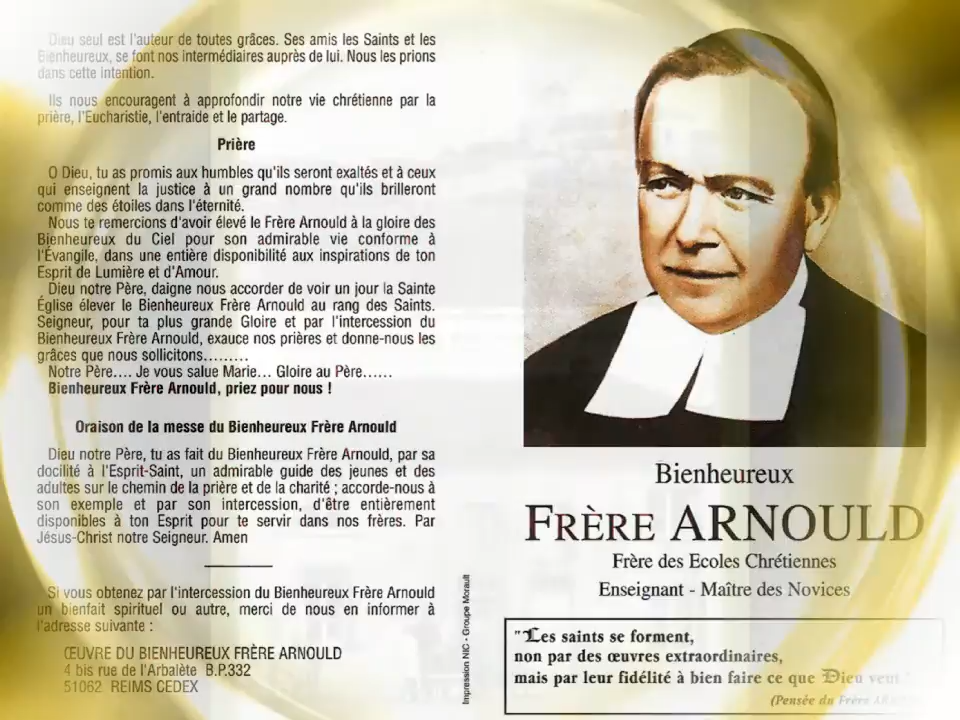 Dieu seul est l'auteur de toutes grâces. Ses amis les Saints et les
Bienheureux, se font nos intermédiaires auprès de lui. Nous les prions
dans cette intention.
Ils nous encouragent à approfondir notre vie chrétienne par la
prière, l'Eucharistie, l'entraide et le partage.
Prière
O Dieu, tu as promis aux humbles qu'ils seront exaltés et à ceux
qui enseignent la justice à un grand nombre qu'ils brilleront
comme des étoiles dans l'éternité.
Nous te remercions d'avoir élevé le Frère Arnould à la gloire des
Bienheureux du Ciel pour son admirable vie conforme à
l'Évangile, dans une entière disponibilité aux inspirations de ton
Esprit de Lumière et d'Amour.
Dieu notre Père, daigne nous accorder de voir un jour la Sainte
Église élever le Bienheureux Frère Arnould au rang des Saints.
Seigneur, pour ta plus grande Gloire et par l'intercession du
Bienheureux Frère Arnould, exauce nos prières et donne-nous les
grâces que nous sollicitons.........
Notre Père.... Je vous salue Marie... Gloire au Père......
Bienheureux Frère Arnould, priez pour nous !
Oraison de la messe du Bienheureux Frère Arnould
Dieu notre Père, tu as fait du Bienheureux Frère Arnould, par sa
docilité à l'Esprit-Saint, un admirable guide des jeunes et des
adultes sur le chemin de la prière et de la charité ; accorde-nous à
son exemple et par son intercession, d'être entièrement
disponibles à ton Esprit pour te servir dans nos frères. Par
Jésus-Christ notre Seigneur. Amen
Si vous obtenez par l'intercession du Bienheureux Frère Arnould
un bienfait spirituel ou autre, merci de nous en informer à
l'adresse suivante :
ŒUVRE DU BIENHEUREUX FRÈRE ARNOULD
4 bis rue de l'Arbalète B.P.332
51062 REIMS CEDEX
Impression NIC - Groupe Morault
Bienheureux
FRÈRE ARNOULD
Frère des Ecoles Chrétiennes
Enseignant - Maître des Novices
"Les saints se forment,
non par des œuvres extraordinaires,
mais par leur fidélité à bien faire ce que Dieu veut
(Pensée du Frère